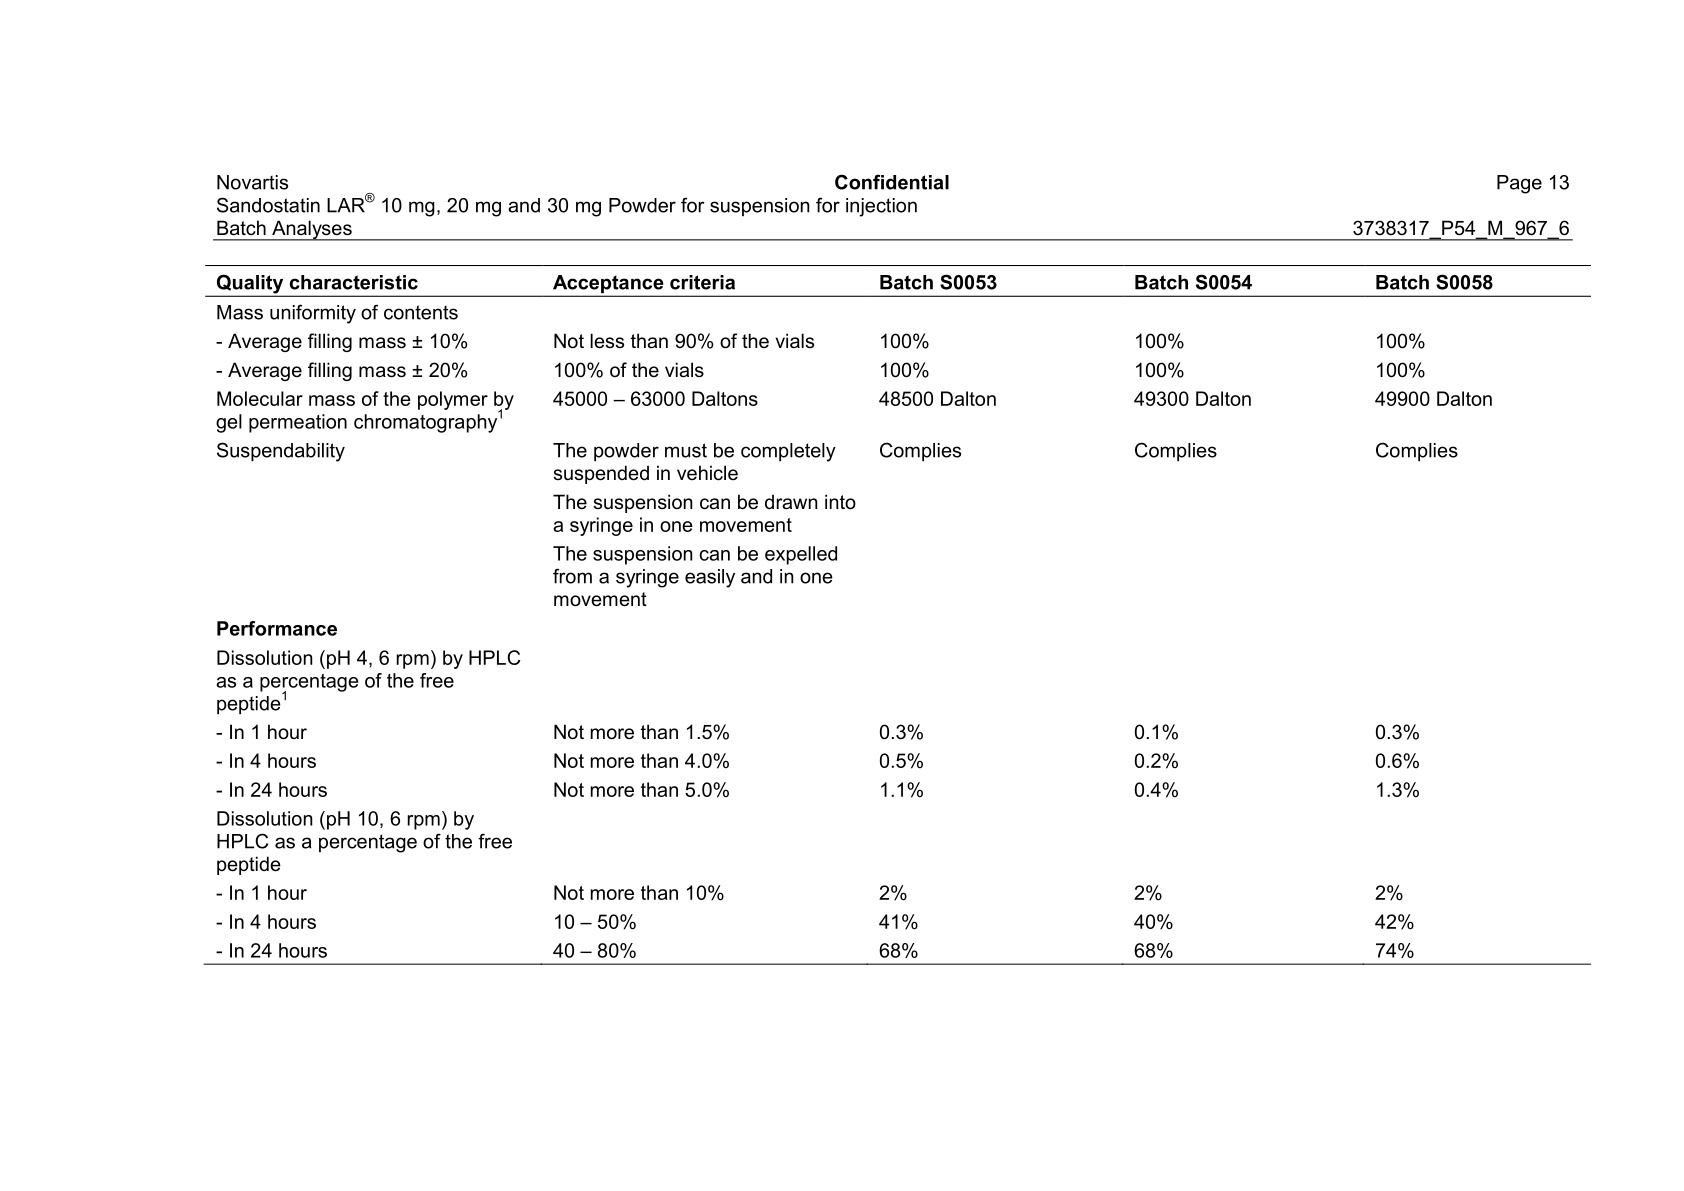 Novartis Confidential Page 13
Sandostatin LAR® 10 mg, 20 mg and 30 mg Powder for suspension for injection
Batch Analyses 3738317_P54_M_967_6
Quality characteristic Acceptance criteria Batch S0053 Batch S0054 Batch S0058
Mass uniformity of contents
- Average filling mass ± 10% Not less than 90% of the vials 100% 100% 100%
- Average filling mass ± 20% 100% of the vials 100% 100% 100%
Molecular mass of the polymer by 45000 – 63000 Daltons 48500 Dalton 49300 Dalton 49900 Dalton
gel permeation chromatography1
Suspendability The powder must be completely Complies Complies Complies
suspended in vehicle
The suspension can be drawn into
a syringe in one movement
The suspension can be expelled
from a syringe easily and in one
movement
Performance
Dissolution (pH 4, 6 rpm) by HPLC
as a percentage of the free
peptide1
- In 1 hour Not more than 1.5% 0.3% 0.1% 0.3%
- In 4 hours Not more than 4.0% 0.5% 0.2% 0.6%
- In 24 hours Not more than 5.0% 1.1% 0.4% 1.3%
Dissolution (pH 10, 6 rpm) by
HPLC as a percentage of the free
peptide
- In 1 hour Not more than 10% 2% 2% 2%
- In 4 hours 10 – 50% 41% 40% 42%
- In 24 hours 40 – 80% 68% 68% 74%